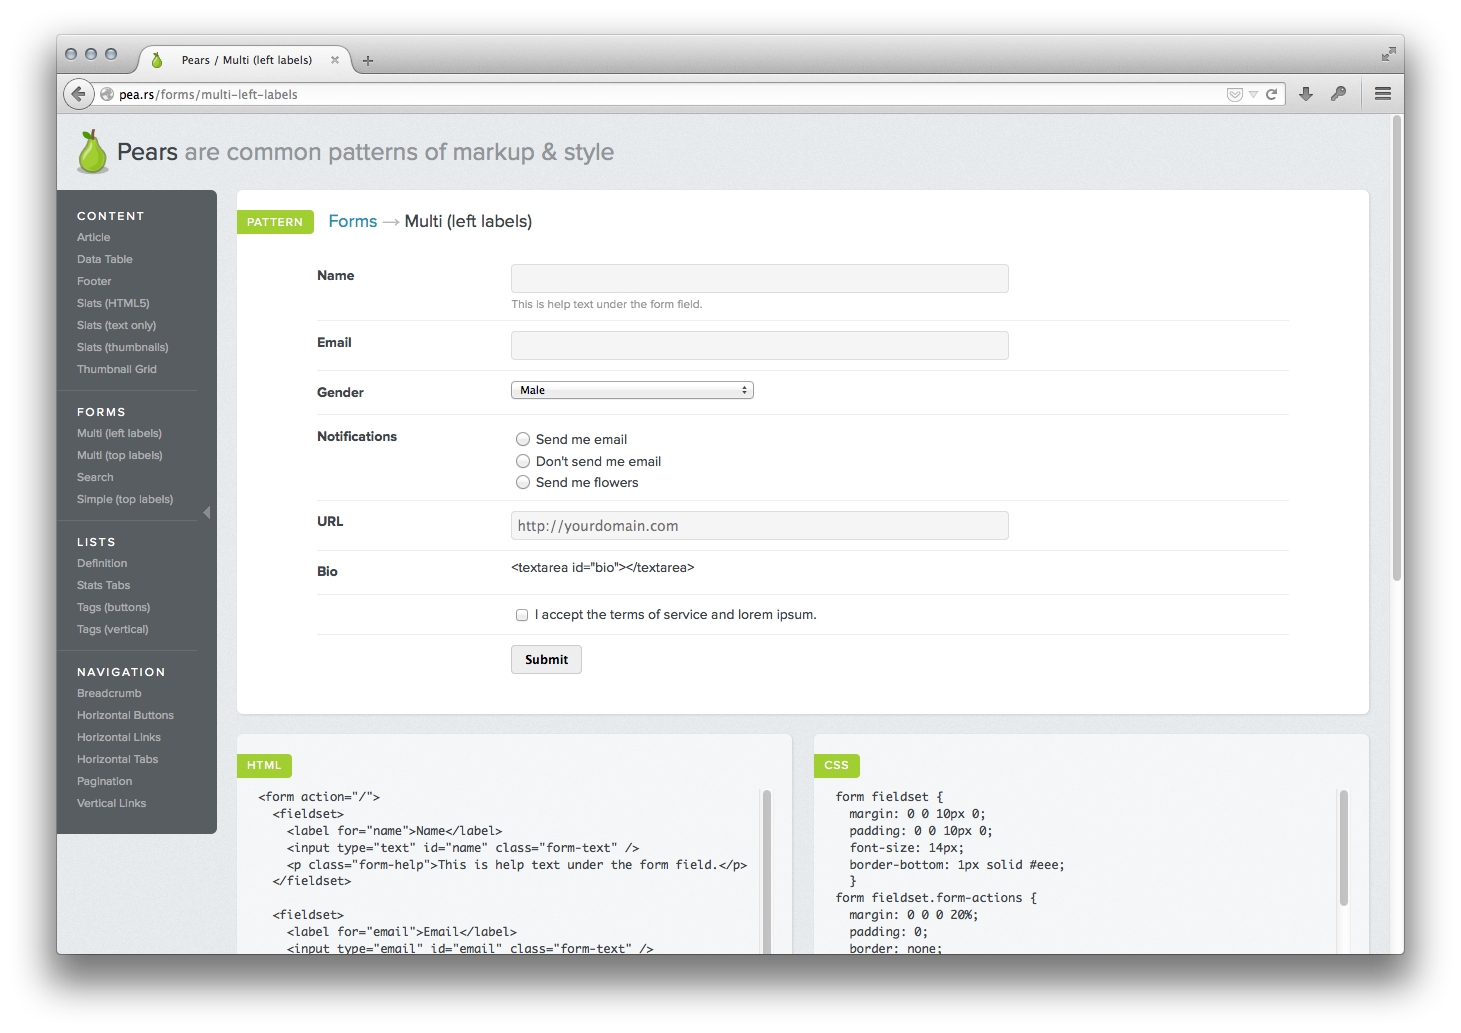 Pears / Multi (left labels)
pea.rs/forms/multi-left-labels
Pears are common patterns of markup & style
CONTENT
Article
Data Table
Footer
Slats (HTML5)
Slats (text only)
Slats (thumbnails)
Thumbnail Grid
FORMS
Multi (left labels)
Multi (top labels)
Search
Simple (top labels)
LISTS
Definition
Stats Tabs
Tags (buttons)
Tags (vertical)
NAVIGATION
Breadcrumb
Horizontal Buttons
Horizontal Links
Horizontal Tabs
Pagination
Vertical Links
PATTERN Forms → Multi (left labels)
Name
This is help text under the form field.
Email
Gender Male
Notifications
Send me email
Don't send me email
Send me flowers
URL http://yourdomain.com
Bio <textarea id="bio"></textarea>
I accept the terms of service and lorem ipsum.
Submit
HTML
<form action="/">
<fieldset>
<label for="name">Name</label>
<input type="text" id="name" class="form-text" />
<p class="form-help">This is help text under the form field.</p>
</fieldset>
<fieldset>
<label for="email">Email</label>
<input type="email" id="email" class="form-text" />
CSS
form fieldset {
margin: 0 0 10px 0;
padding: 0 0 10px 0;
font-size: 14px;
border-bottom: 1px solid #eee;
}
form fieldset.form-actions {
margin: 0 0 0 20%;
padding: 0;
border: none;